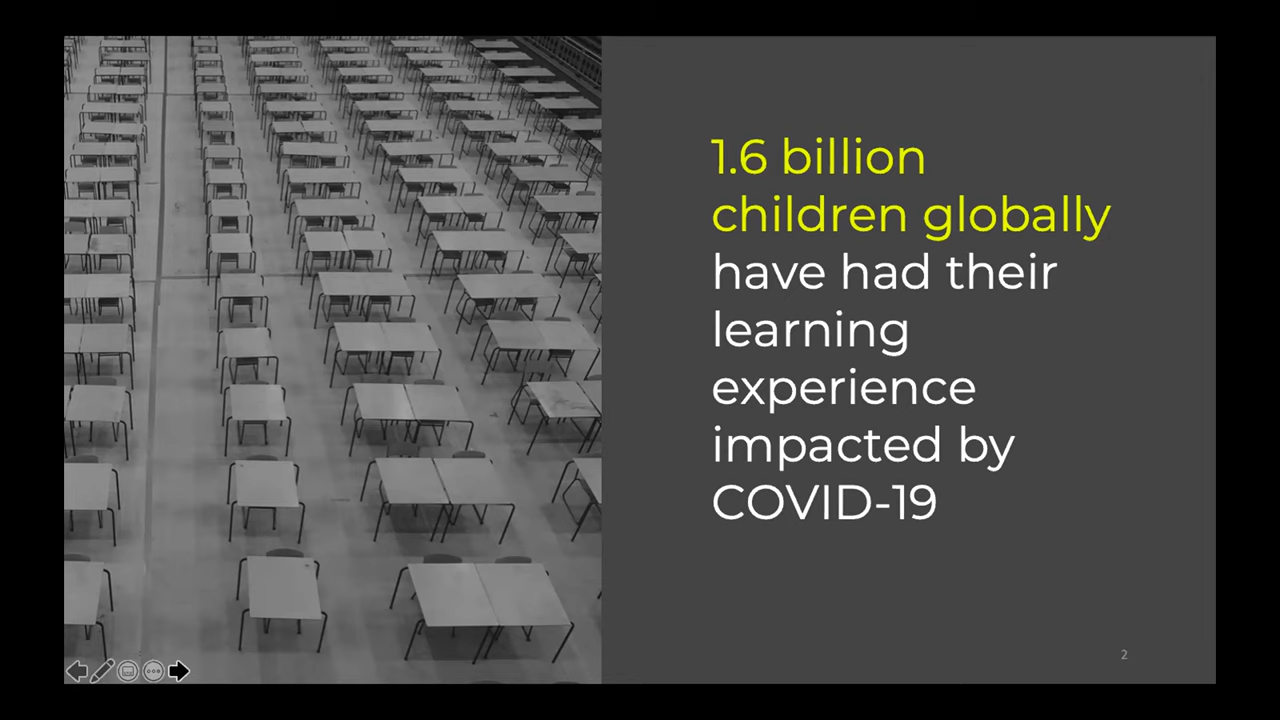 1.6 billion
children globally
have had their
learning
experience
impacted by
COVID-19
2